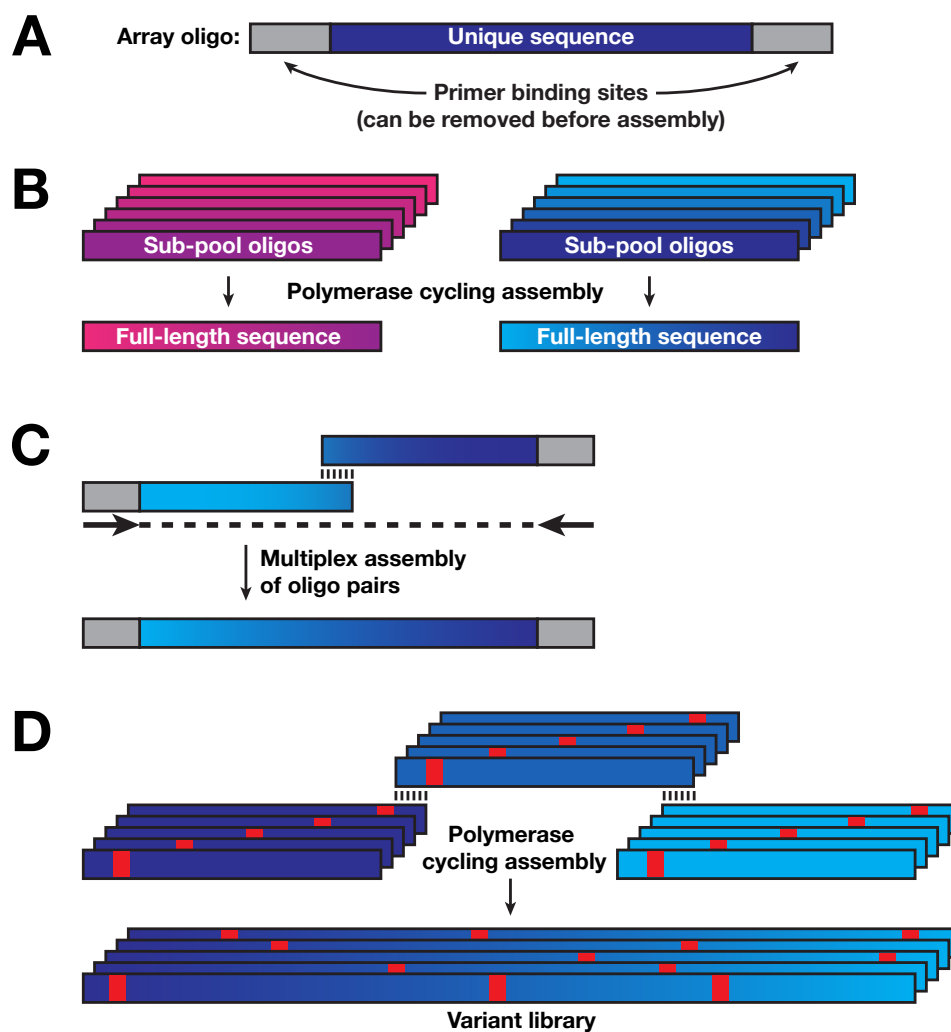 A
Array oligo:
Unique sequence
Primer binding sites
(can be removed before assembly)
B
Sub-pool oligos
Sub-pool oligos
Polymerase cycling assembly
Full-length sequence
Full-length sequence
C
Multiplex assembly
of oligo pairs
D
Polymerase
cycling assembly
Variant library